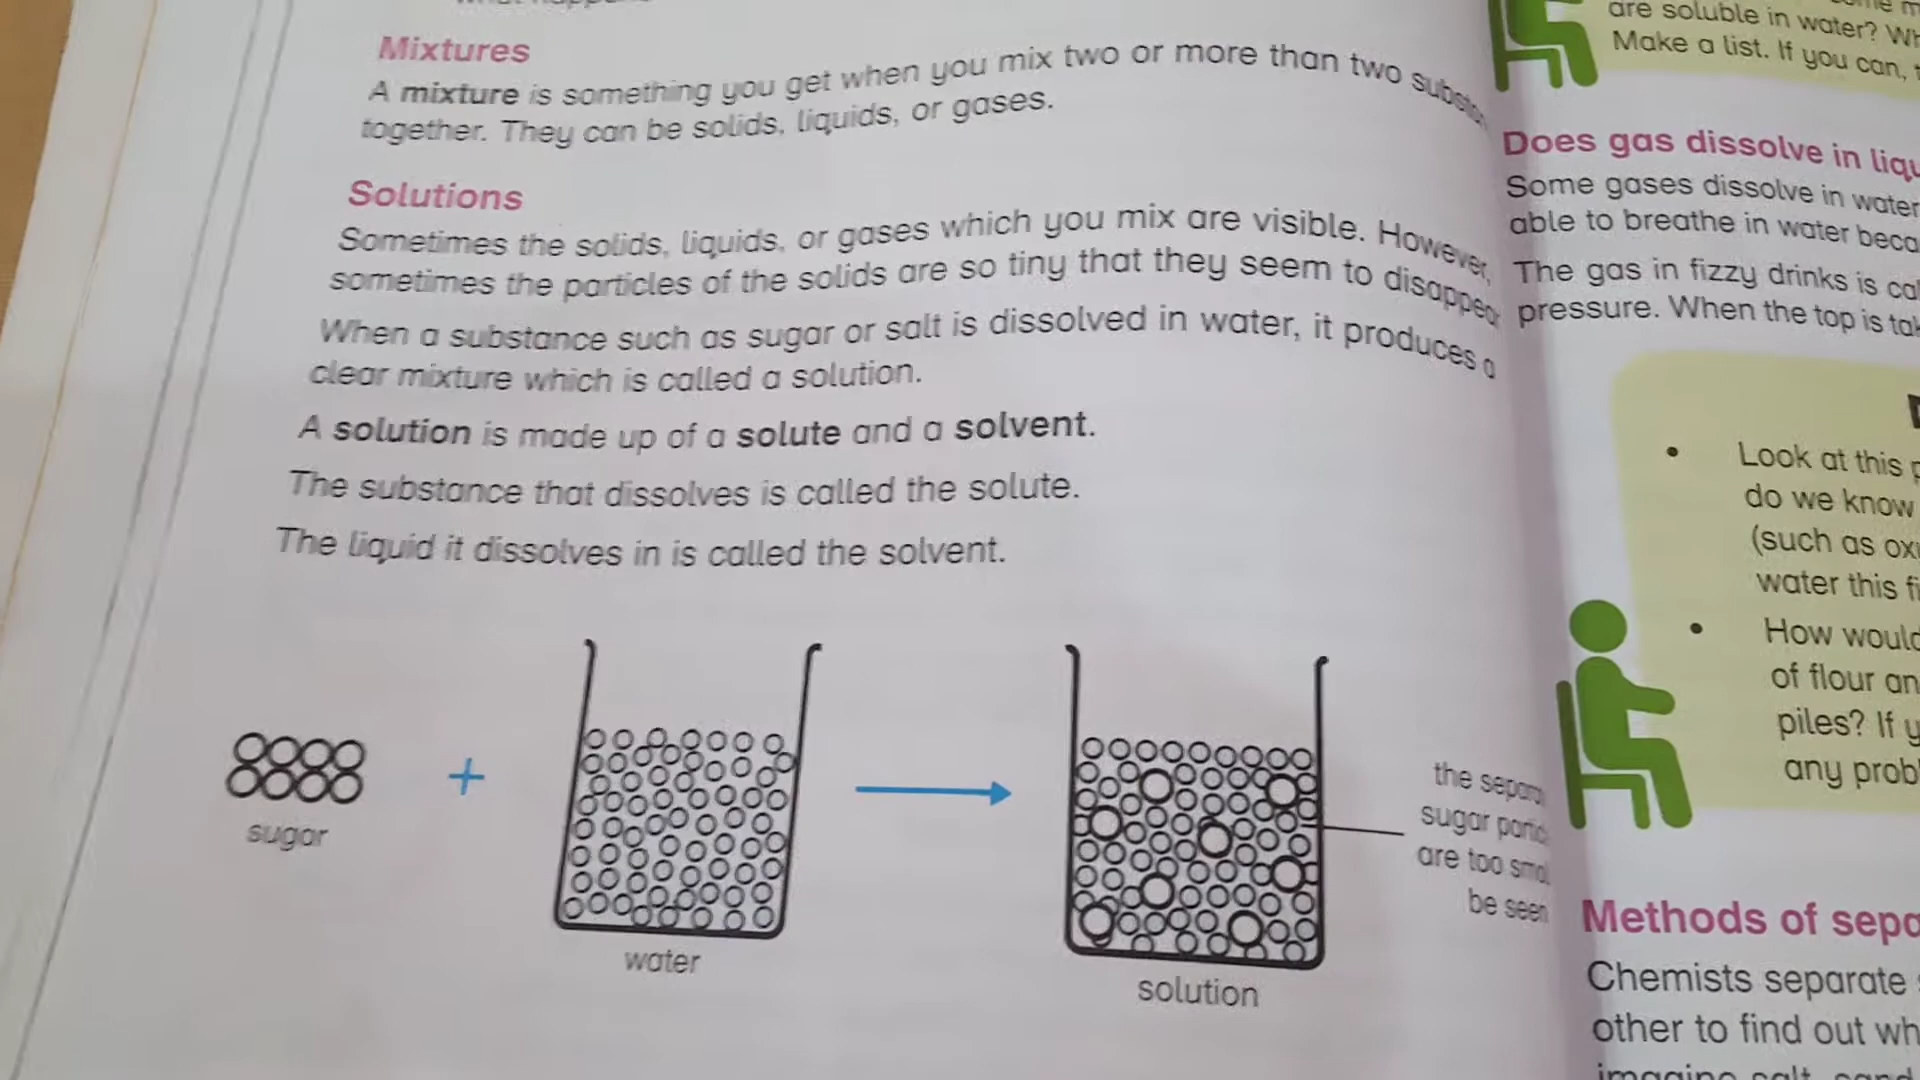 Mixtures
A mixture is something you get when you mix two or more than two
together. They can be solids, liquids, or gases.
Solutions
Sometimes the solids, liquids, or gases which you mix are visible. However,
sometimes the particles of the solids are so tiny that they seem to
When a substance such as sugar or salt is dissolved in water, it produces a
clear mixture which is called a solution.
A solution is made up of a solute and a solvent.
The substance that dissolves is called the solute.
The liquid it dissolves in is called the solvent.
sugar
+
water
the
sugar
are too
be seen
solution
are soluble in water?
Make a list. If you can,
Does gas dissolve in
Some gases dissolve in water
able to breathe in water
The gas in fizzy drinks is
pressure. When the top is
• Look at this
do we know
(such as
water this
• How would
of flour
piles? If
any
Methods of
Chemists separate
other to find out